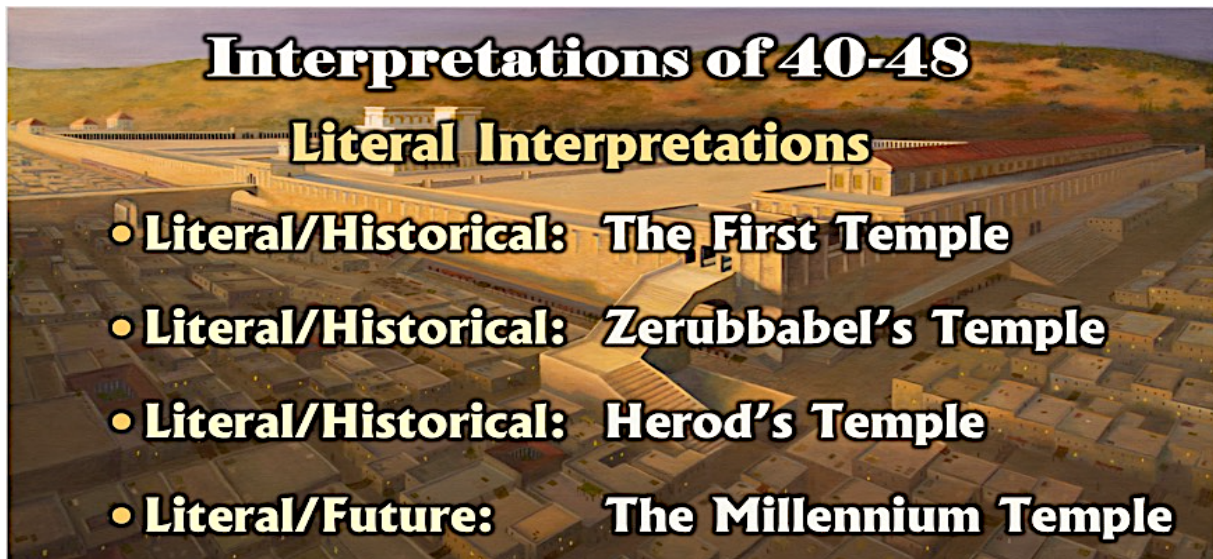 Interpretations of 40-48
Literal Interpretations
• Literal/Historical: The First Temple
• Literal/Historical: Zerubbabel's Temple
• Literal/Historical: Herod's Temple
• Literal/Future: The Millennium Temple